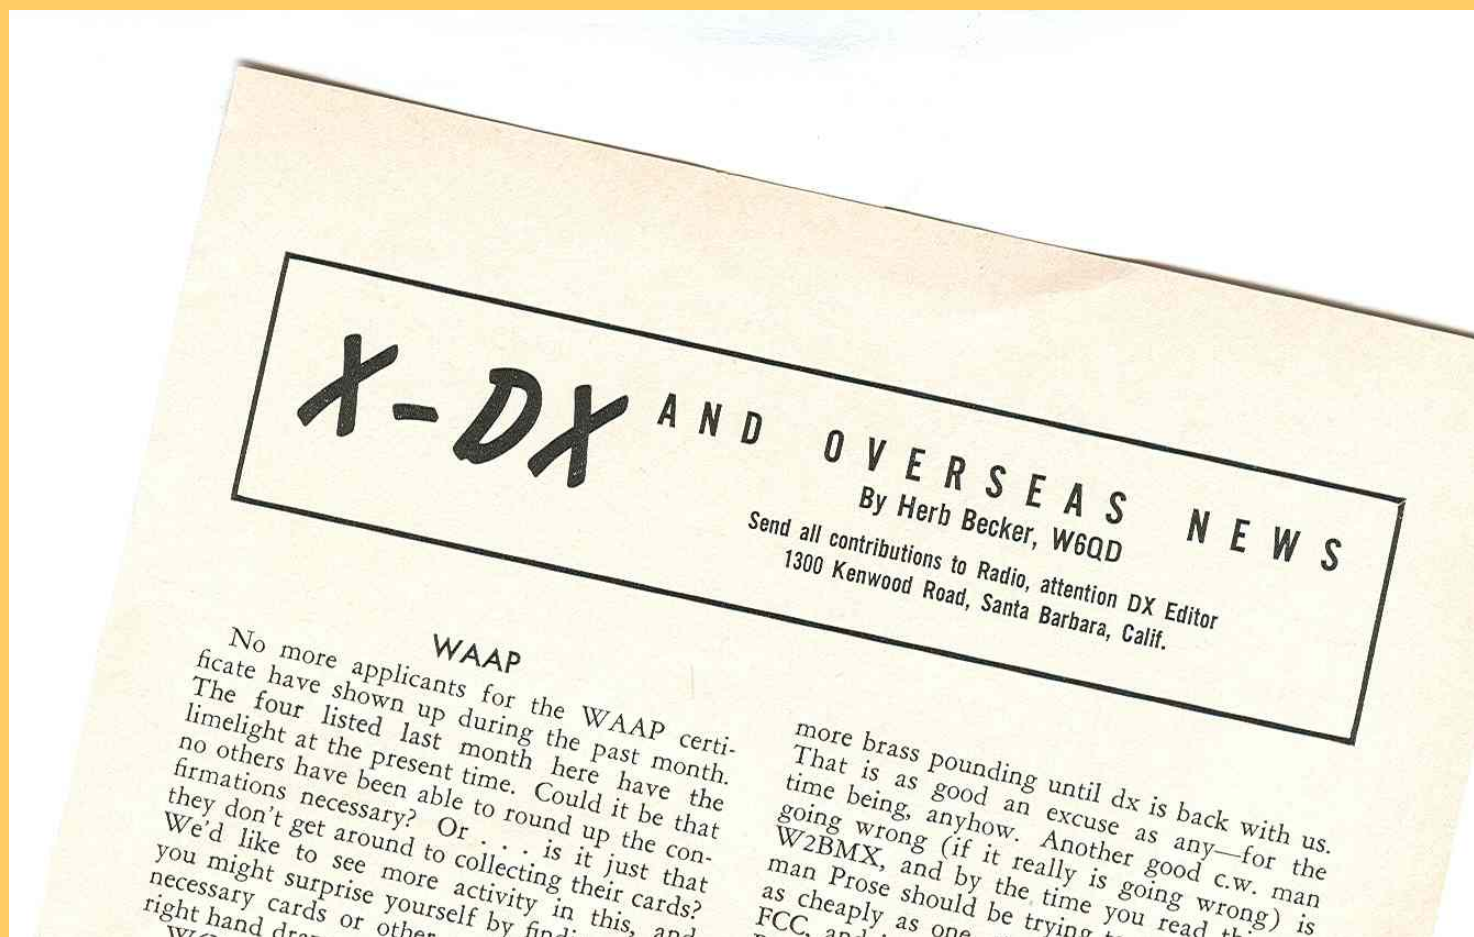 X-DX AND OVERSEAS NEWS
By Herb Becker, W6QD
Send all contributions to Radio, attention DX Editor
1300 Kenwood Road, Santa Barbara, Calif.
WAAP
No more applicants for the WAAP certi-
ficate have shown up during the past month.
The four listed last month here have the
limelight at the present time. Could it be that
no others have been able to round up the con-
firmations necessary? Or . . . is it just that
they don't get around to collecting their cards?
We'd like to see more activity in this, and
you might surprise yourself by
necessary cards or other
right hand
more brass pounding until dx is back with us.
That is as good an excuse as any—for the
time being, anyhow. Another good c.w. man
going wrong (if it really is going wrong) is
W2BMX, and by the time you read
man Prose should be trying
as cheaply as one
FCC, and